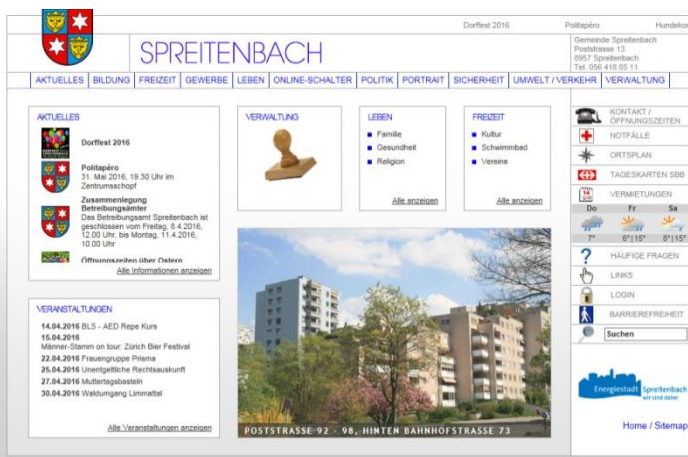 Dorffest 2016 Politapéro Hundekon
SPREITENBACH
Gemeinde Spreitenbach
Poststrasse 13
8957 Spreitenbach
Tel. 056 418 85 11
AKTUELLES BILDUNG FREIZEIT GEWERBE LEBEN ONLINE-SCHALTER POLITIK PORTRAIT SICHERHEIT UMWELT / VERKEHR VERWALTUNG
AKTUELLES
Dorffest 2016
Politapéro
31. Mai 2016, 19.30 Uhr im
Zentrumsschopf
Zusammenlegung
Betreibungsämter
Das Betreibungsamt Spreitenbach ist
geschlossen vom Freitag, 8.4.2016,
12.00 Uhr, bis Montag, 11.4.2016,
10.00 Uhr
Öffnungszeiten über Ostern
Alle Informationen anzeigen
VERWALTUNG
LEBEN
Familie
Gesundheit
Religion
Alle anzeigen
FREIZEIT
Kultur
Schwimmbad
Vereine
Alle anzeigen
VERANSTALTUNGEN
14.04.2016 BLS - AED Repe Kurs
15.04.2016
Männer-Stamm on tour: Zürich Bier Festival
22.04.2016 Frauengruppe Prisma
25.04.2016 Unentgeltliche Rechtsauskunft
27.04.2016 Muttertagsbasteln
30.04.2016 Waldumgang Limmattal
Alle Veranstaltungen anzeigen
POSTSTRASSE 92 - 98, HINTEN BAHNHOFSTRASSE 73
KONTAKT /
ÖFFNUNGSZEITEN
NOTFÄLLE
ORTSPLAN
TAGESKARTEN SBB
14
VERMIETUNGEN
Do Fr Sa
7° 6°|15° 8°|15°
HÄUFIGE FRAGEN
LINKS
LOGIN
BARRIEREFREIHEIT
Suchen
Energiestadt Spreitenbach
wir sind dabei
Home / Sitemap